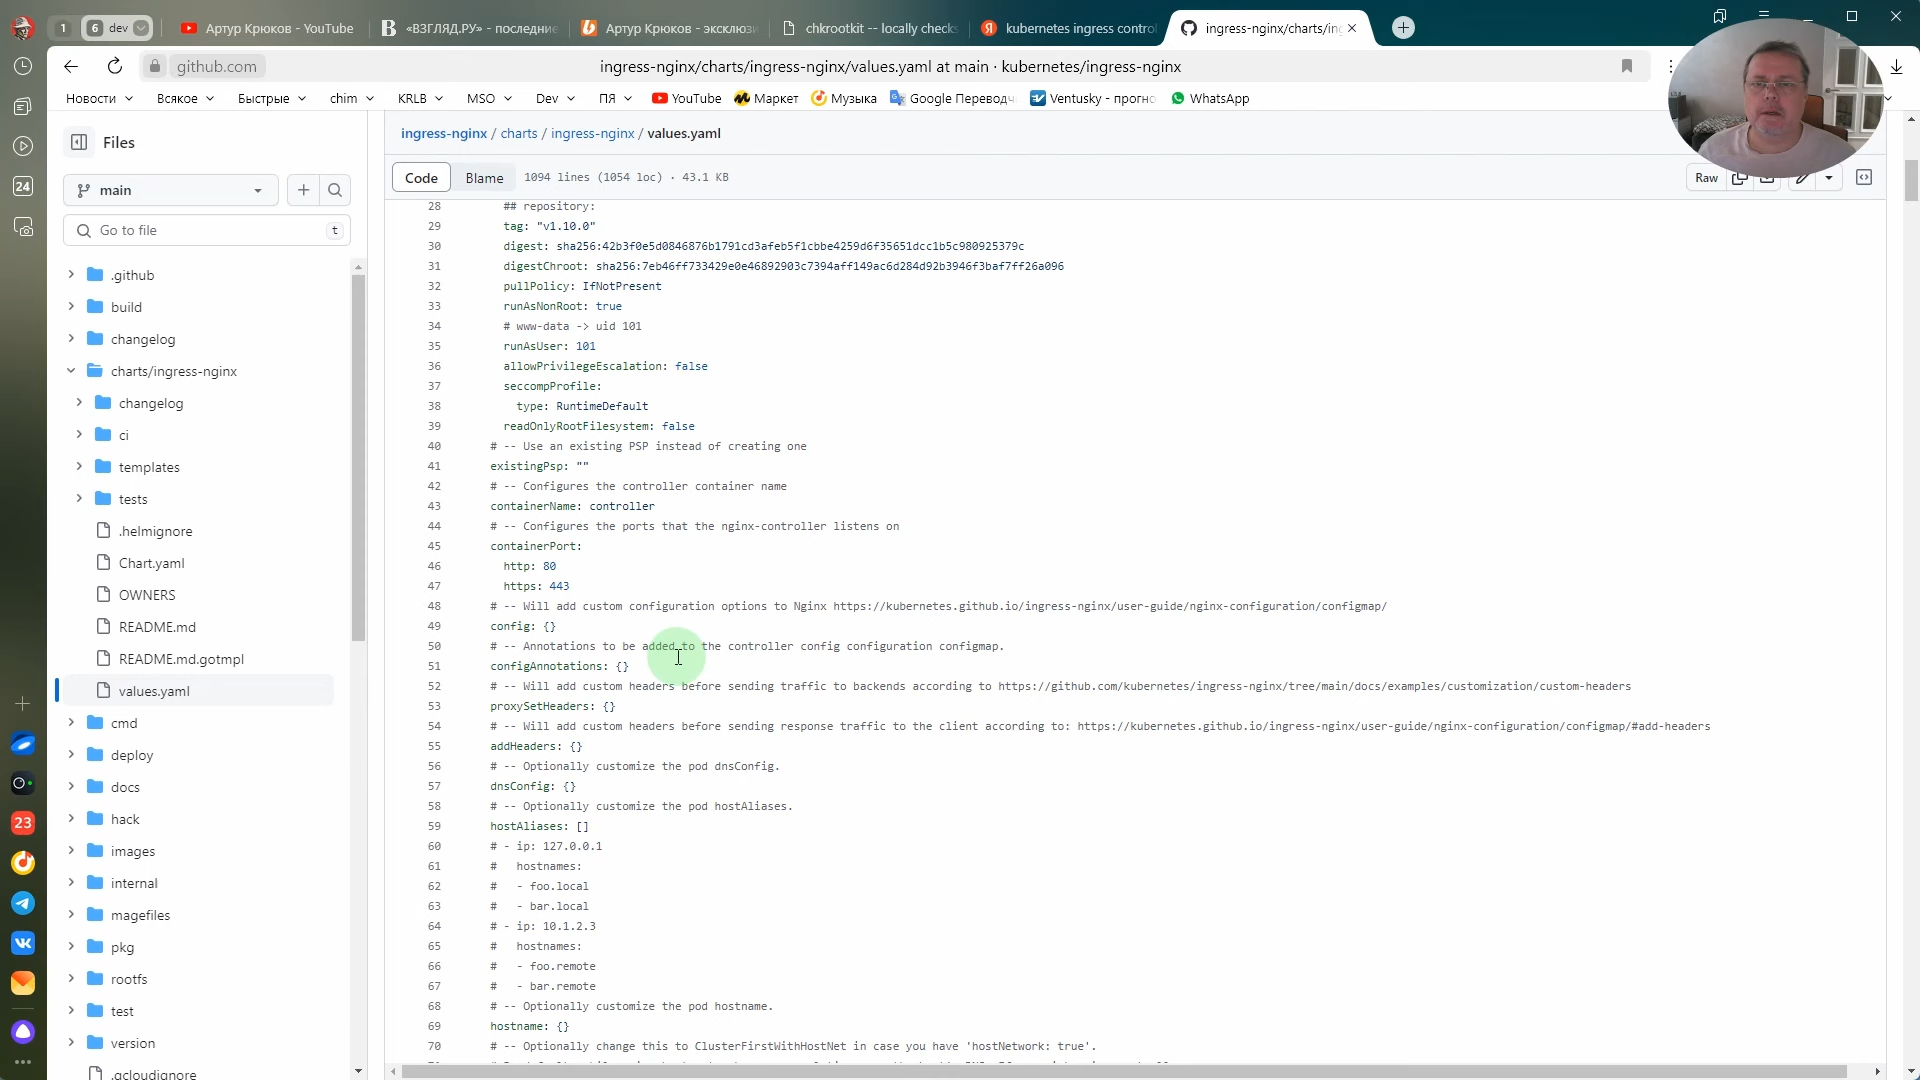 1
6 dev
Артур Крюков - YouTube
«ВЗГЛЯД.РУ» - последние
Артур Крюков - эксклюзи
chkrootkit -- locally checks
kubernetes ingress contro
ingress-nginx/charts/in
github.com
ingress-nginx/charts/ingress-nginx/values.yaml at main · kubernetes/ingress-nginx
Новости
Всякое
Быстрые
chim
KRLB
MSO
Dev
ПЯ
YouTube
Маркет
Музыка
Google Перевод
Ventusky - прогно
WhatsApp
24
23
Files
main
Go to file
t
.github
build
changelog
charts/ingress-nginx
changelog
ci
templates
tests
.helmignore
Chart.yaml
OWNERS
README.md
README.md.gotmpl
values.yaml
cmd
deploy
docs
hack
images
internal
magefiles
pkg
rootfs
test
version
.gcloudignore
ingress-nginx / charts / ingress-nginx / values.yaml
Code
Blame
1094 lines (1054 loc) · 43.1 KB
Raw
28 ## repository:
29 tag: "v1.10.0"
30 digest: sha256:42b3f0e5d0846876b1791cd3afeb5f1cbbe4259d6f35651dcc1b5c980925379c
31 digestChroot: sha256:7eb46ff733429e0e46892903c7394aff149ac6d284d92b3946f3baf7ff26a096
32 pullPolicy: IfNotPresent
33 runAsNonRoot: true
34 # www-data -> uid 101
35 runAsUser: 101
36 allowPrivilegeEscalation: false
37 seccompProfile:
38 type: RuntimeDefault
39 readOnlyRootFilesystem: false
40 # -- Use an existing PSP instead of creating one
41 existingPsp: ""
42 # -- Configures the controller container name
43 containerName: controller
44 # -- Configures the ports that the nginx-controller listens on
45 containerPort:
46 http: 80
47 https: 443
48 # -- Will add custom configuration options to Nginx https://kubernetes.github.io/ingress-nginx/user-guide/nginx-configuration/configmap/
49 config: {}
50 # -- Annotations to be added to the controller config configuration configmap.
51 configAnnotations: {}
52 # -- Will add custom headers before sending traffic to backends according to https://github.com/kubernetes/ingress-nginx/tree/main/docs/examples/customization/custom-headers
53 proxySetHeaders: {}
54 # -- Will add custom headers before sending response traffic to the client according to: https://kubernetes.github.io/ingress-nginx/user-guide/nginx-configuration/configmap/#add-headers
55 addHeaders: {}
56 # -- Optionally customize the pod dnsConfig.
57 dnsConfig: {}
58 # -- Optionally customize the pod hostAliases.
59 hostAliases: []
60 # - ip: 127.0.0.1
61 # hostnames:
62 # - foo.local
63 # - bar.local
64 # - ip: 10.1.2.3
65 # hostnames:
66 # - foo.remote
67 # - bar.remote
68 # -- Optionally customize the pod hostname.
69 hostname: {}
70 # -- Optionally change this to ClusterFirstWithHostNet in case you have 'hostNetwork: true'.